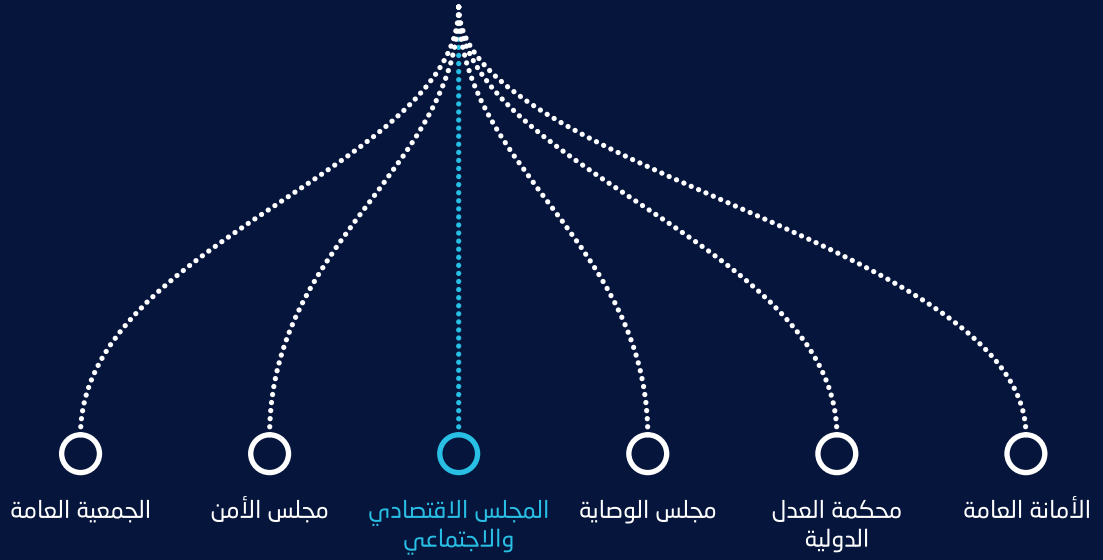 الأمانة العامة
محكمة العدل
الدولية
مجلس الوصاية
المجلس الاقتصادي
والاجتماعي
مجلس الأمن
الجمعية العامة